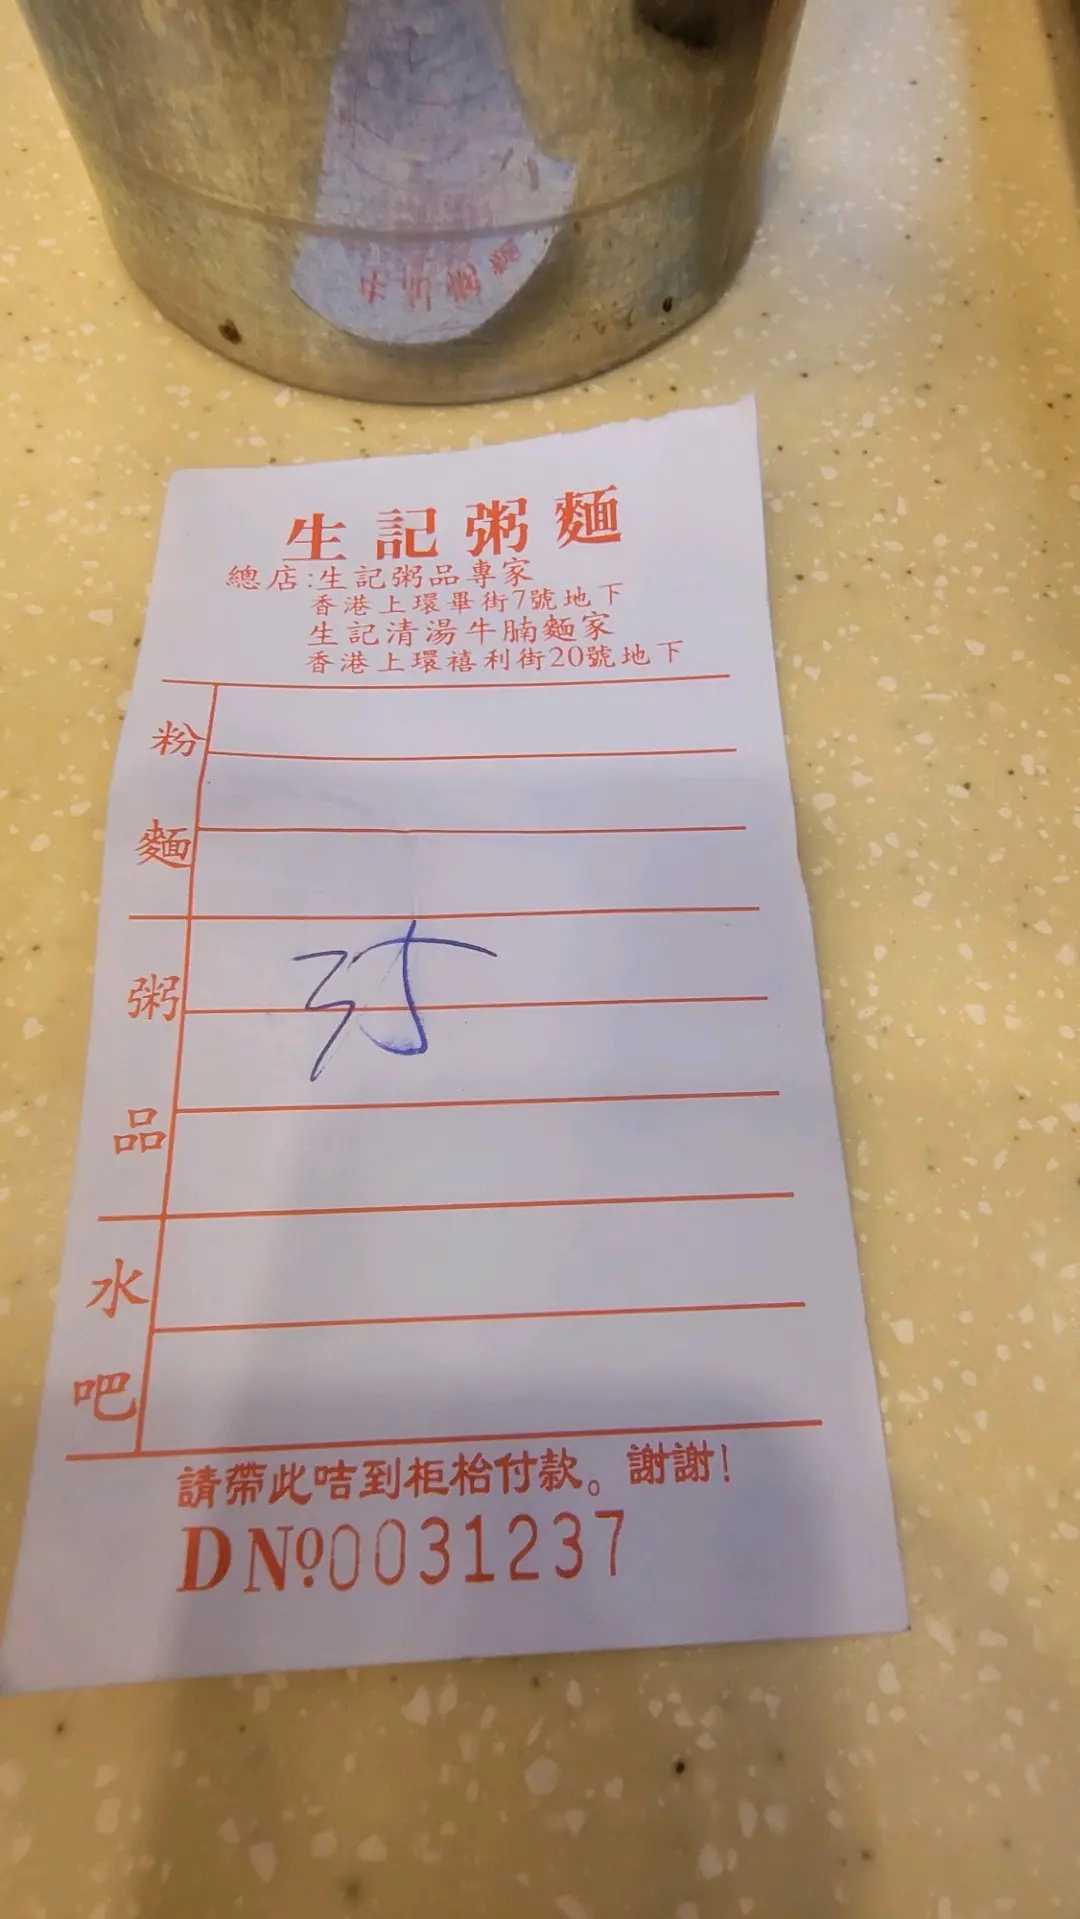 生記粥麵
總店:生記粥品專家
香港上環畢街7號地下
生記清湯牛腩麵家
香港上環禧利街20號地下
粉麵
粥品
水吧
請帶此咭到柜枱付款。謝謝!
D Nº.0031237